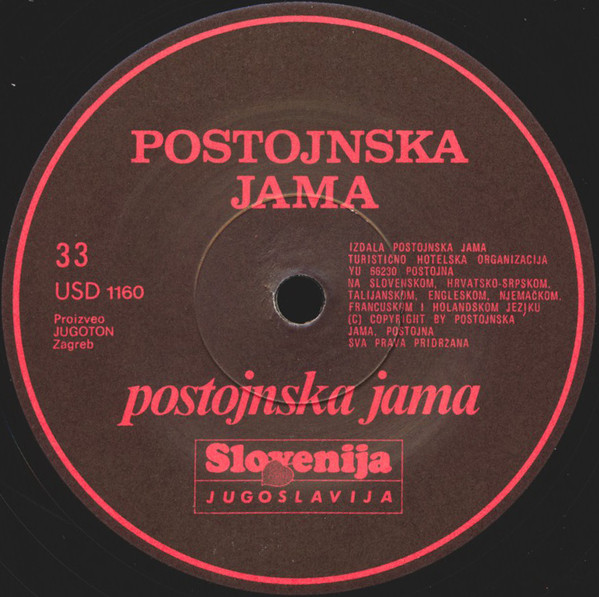 POSTOJNSKA
JAMA
33
USD 1160
Proizveo
JUGOTON
Zagreb
IZDALA POSTOJNSKA JAMA
TURISTIČNO HOTELSKA ORGANIZACIJA
YU 66230 POSTOJNA
NA SLOVENSKOM, HRVATSKO-SRPSKOM,
TALIJANSKOM, ENGLESKOM, NJEMAČKOM,
FRANCUSKOM I HOLANDSKOM JEZIKU
(C) COPYRIGHT BY POSTOJNSKA
JAMA, POSTOJNA
SVA PRAVA PRIDRŽANA
postojnska jama
Slovenija
JUGOSLAVIJA